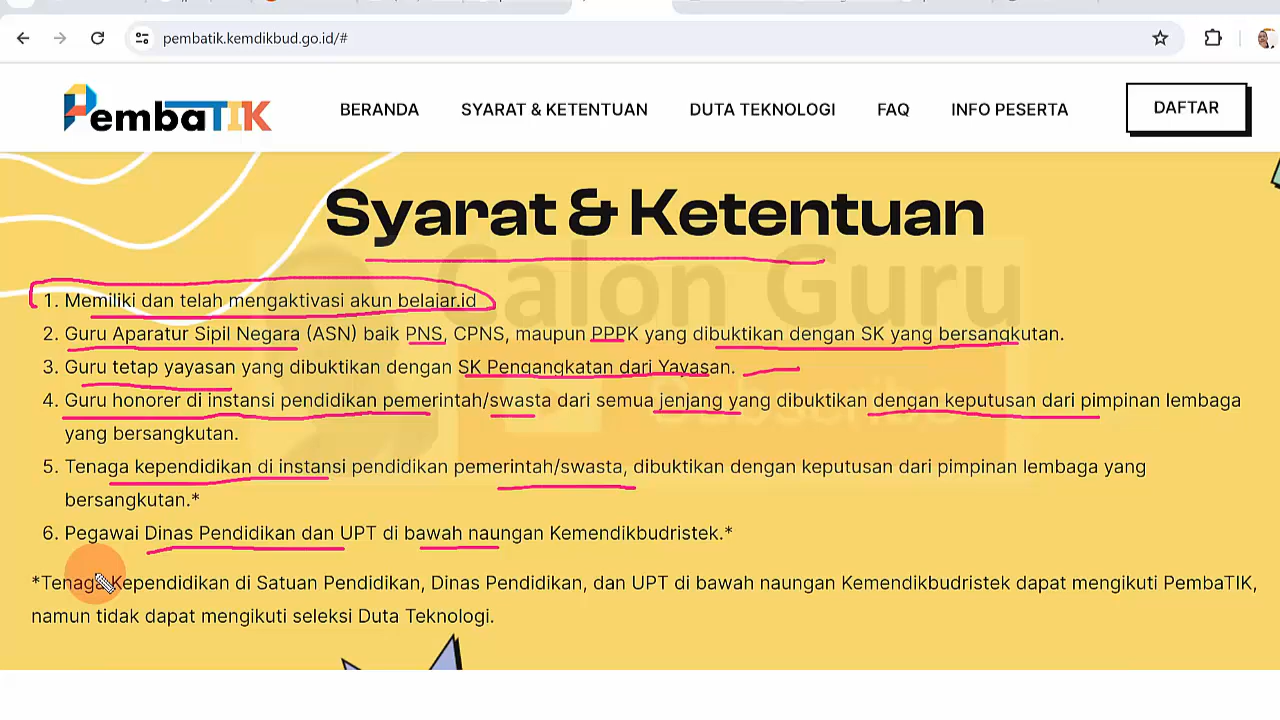 pembatik.kemdikbud.go.id/#
PembaTIK
BERANDA
SYARAT & KETENTUAN
DUTA TEKNOLOGI
FAQ
INFO PESERTA
DAFTAR
Syarat & Ketentuan
Calon Guru
Subscribe
1. Memiliki dan telah mengaktivasi akun belajar.id
2. Guru Aparatur Sipil Negara (ASN) baik PNS, CPNS, maupun PPPK yang dibuktikan dengan SK yang bersangkutan.
3. Guru tetap yayasan yang dibuktikan dengan SK Pengangkatan dari Yayasan.
4. Guru honorer di instansi pendidikan pemerintah/swasta dari semua jenjang yang dibuktikan dengan keputusan dari pimpinan lembaga
yang bersangkutan.
5. Tenaga kependidikan di instansi pendidikan pemerintah/swasta, dibuktikan dengan keputusan dari pimpinan lembaga yang
bersangkutan.*
6. Pegawai Dinas Pendidikan dan UPT di bawah naungan Kemendikbudristek.*
*Tenaga Kependidikan di Satuan Pendidikan, Dinas Pendidikan, dan UPT di bawah naungan Kemendikbudristek dapat mengikuti PembaTIK,
namun tidak dapat mengikuti seleksi Duta Teknologi.